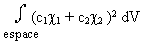 ∫ (c₁χ₁ + c₂χ₂)² dV
espace